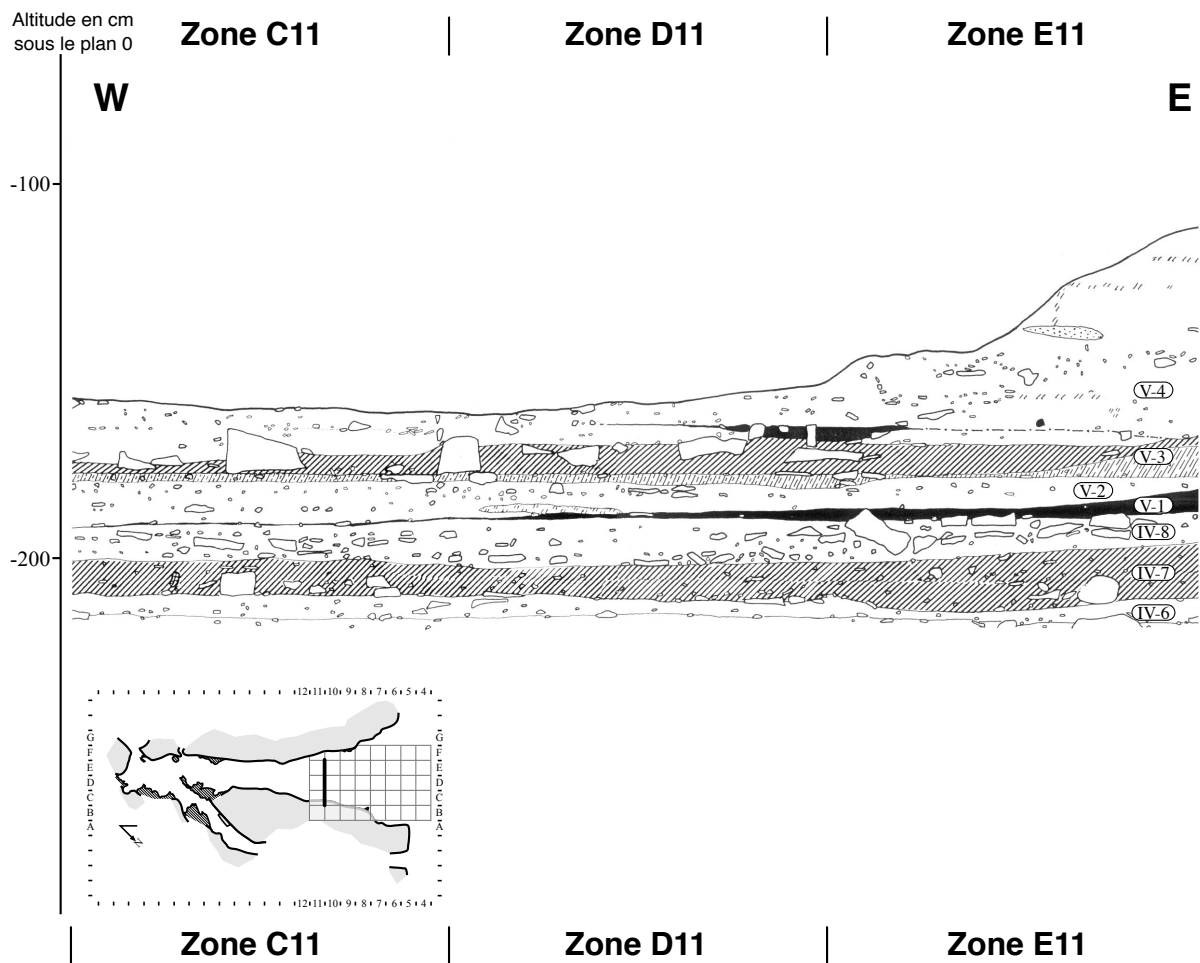 Altitude en cm
sous le plan 0
Zone C11
Zone D11
Zone E11
W
E
-100
V-4
V-3
V-2
V-1
IV-8
-200
IV-7
IV-6
12 11 10 9 8 7 6 5 4
G
F
E
D
C
B
A
G
F
E
D
C
B
A
N
12 11 10 9 8 7 6 5 4
Zone C11
Zone D11
Zone E11